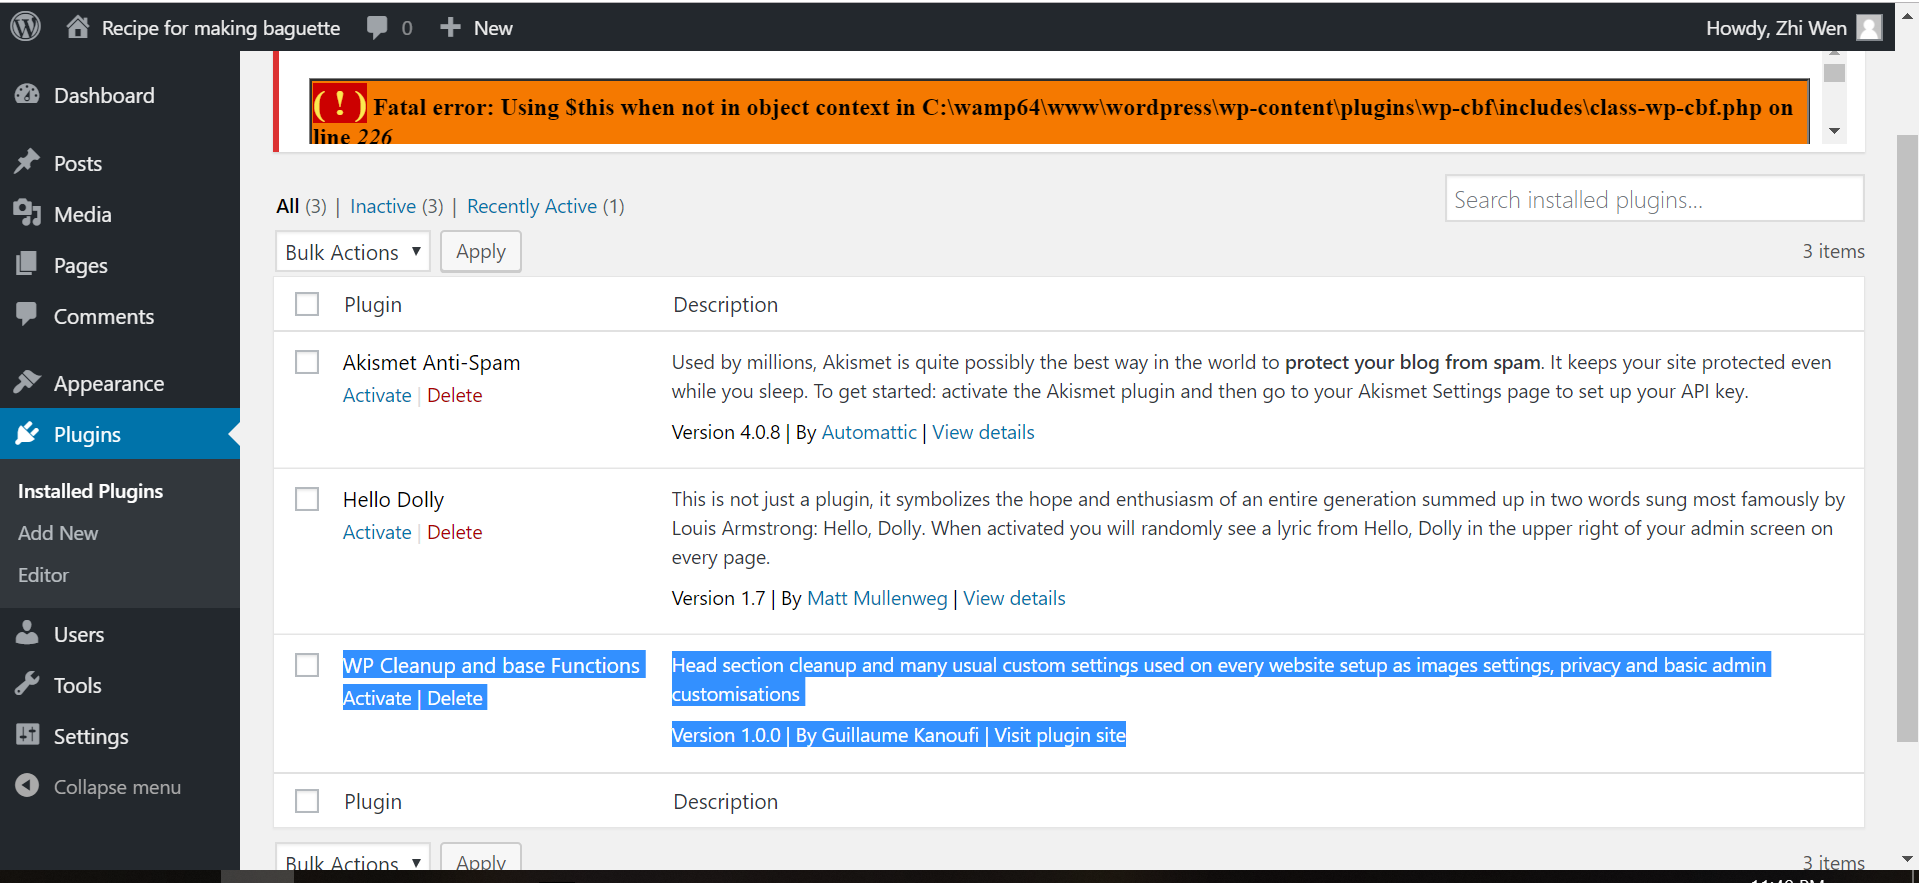 Recipe for making baguette 0 New Howdy, Zhi Wen
Dashboard
Posts
Media
Pages
Comments
Appearance
Plugins
Installed Plugins
Add New
Editor
Users
Tools
Settings
Collapse menu
( ! ) Fatal error: Using $this when not in object context in C:\wamp64\www\wordpress\wp-content\plugins\wp-cbf\includes\class-wp-cbf.php on
line 226
All (3) | Inactive (3) | Recently Active (1)
Search installed plugins...
Bulk Actions Apply
3 items
Plugin Description
Akismet Anti-Spam
Activate | Delete
Used by millions, Akismet is quite possibly the best way in the world to protect your blog from spam. It keeps your site protected even
while you sleep. To get started: activate the Akismet plugin and then go to your Akismet Settings page to set up your API key.
Version 4.0.8 | By Automattic | View details
Hello Dolly
Activate | Delete
This is not just a plugin, it symbolizes the hope and enthusiasm of an entire generation summed up in two words sung most famously by
Louis Armstrong: Hello, Dolly. When activated you will randomly see a lyric from Hello, Dolly in the upper right of your admin screen on
every page.
Version 1.7 | By Matt Mullenweg | View details
WP Cleanup and base Functions
Activate | Delete
Head section cleanup and many usual custom settings used on every website setup as images settings, privacy and basic admin
customisations
Version 1.0.0 | By Guillaume Kanoufi | Visit plugin site
Plugin Description
Bulk Actions Apply
3 items